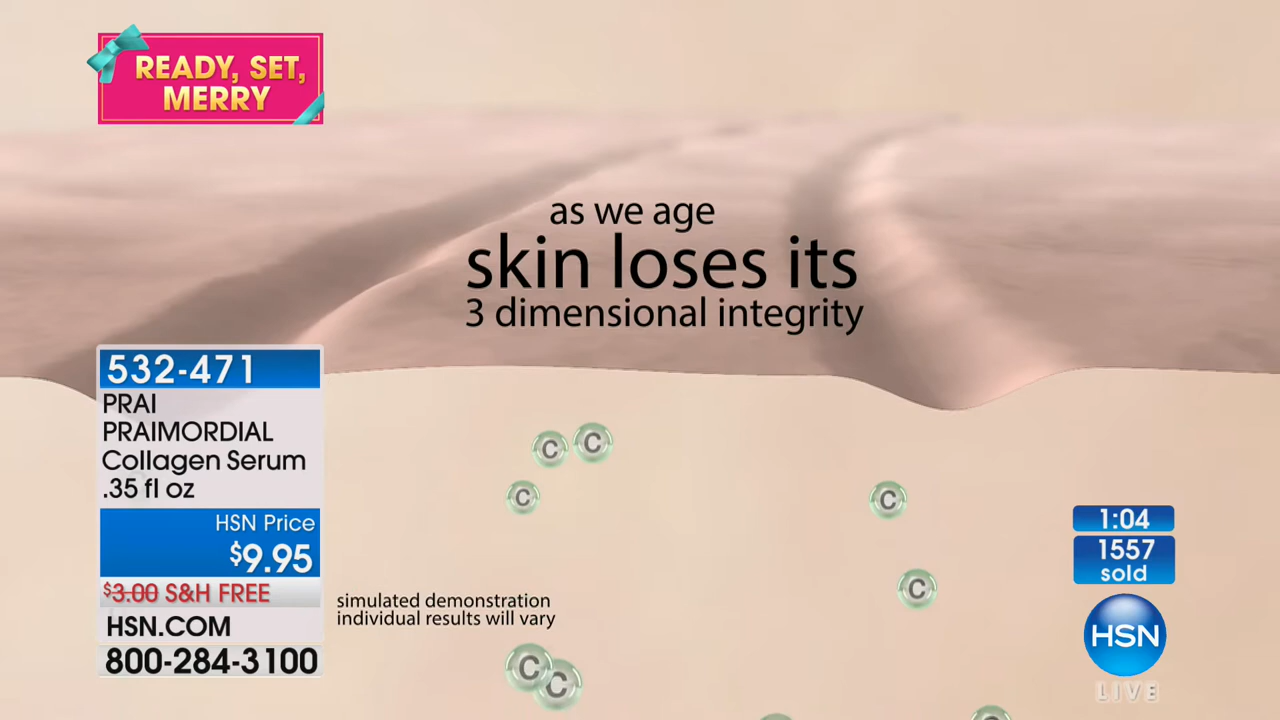 READY, SET,
MERRY
as we age
skin loses its
3 dimensional integrity
532-471
PRAI
PRAIMORDIAL
Collagen Serum
.35 fl oz
HSN Price
$9.95
$3.00 S&H FREE
HSN.COM
800-284-3100
simulated demonstration
individual results will vary
C
C
C
C
C
C
C
C
1:04
1557
sold
HSN
LIVE